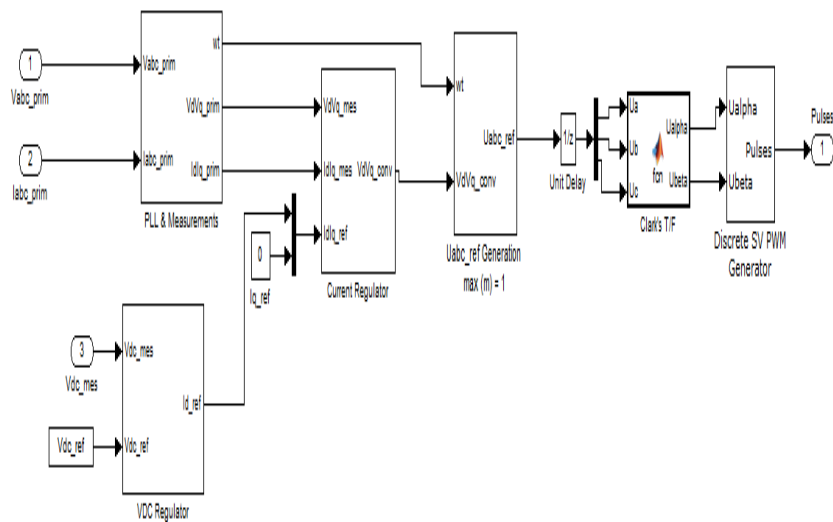 1
Vabc_prim
2
Iabc_prim
Vabc_prim
Iabc_prim
wt
VdVq_prim
IdIq_prim
PLL & Measurements
VdVq_mes
IdIq_mes
IdIq_ref
VdVq_conv
Current Regulator
0
Iq_ref
3
Vdc_mes
Vdc_ref
Vdc_mes
Vdc_ref
Id_ref
VDC Regulator
wt
VdVq_conv
Uabc_ref
Uabc_ref Generation
max (m) = 1
1/z
Unit Delay
Ua
Ub
Uc
Ualpha
Ubeta
fcn
Clark's T/F
Ualpha
Ubeta
Pulses
Discrete SV PWM
Generator
Pulses
1